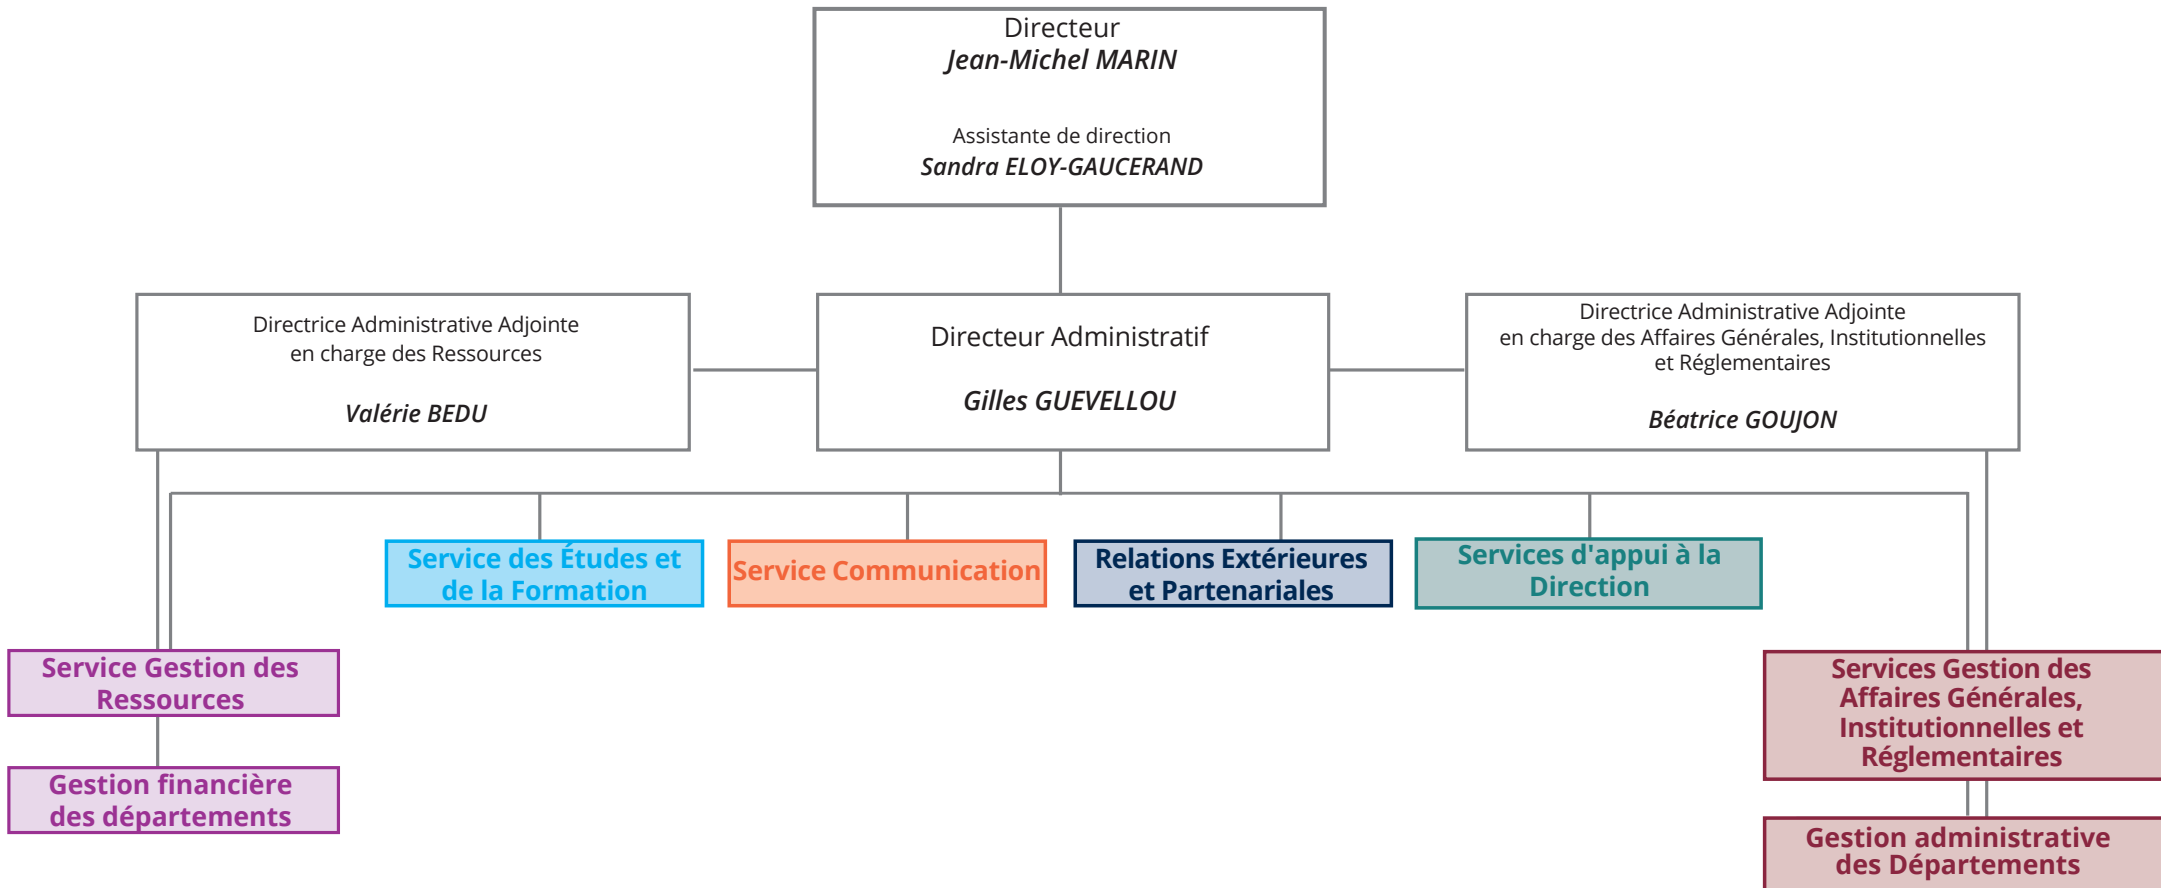 Directeur
Jean-Michel MARIN
Assistante de direction
Sandra ELOY-GAUCERAND
Directrice Administrative Adjointe
en charge des Ressources
Valérie BEDU
Directeur Administratif
Gilles GUEVELLOU
Directrice Administrative Adjointe
en charge des Affaires Générales, Institutionnelles
et Réglementaires
Béatrice GOUJON
Service des Études et
de la Formation
Service Communication
Relations Extérieures
et Partenariales
Services d'appui à la
Direction
Service Gestion des
Ressources
Services Gestion des
Affaires Générales,
Institutionnelles et
Réglementaires
Gestion financière
des départements
Gestion administrative
des Départements